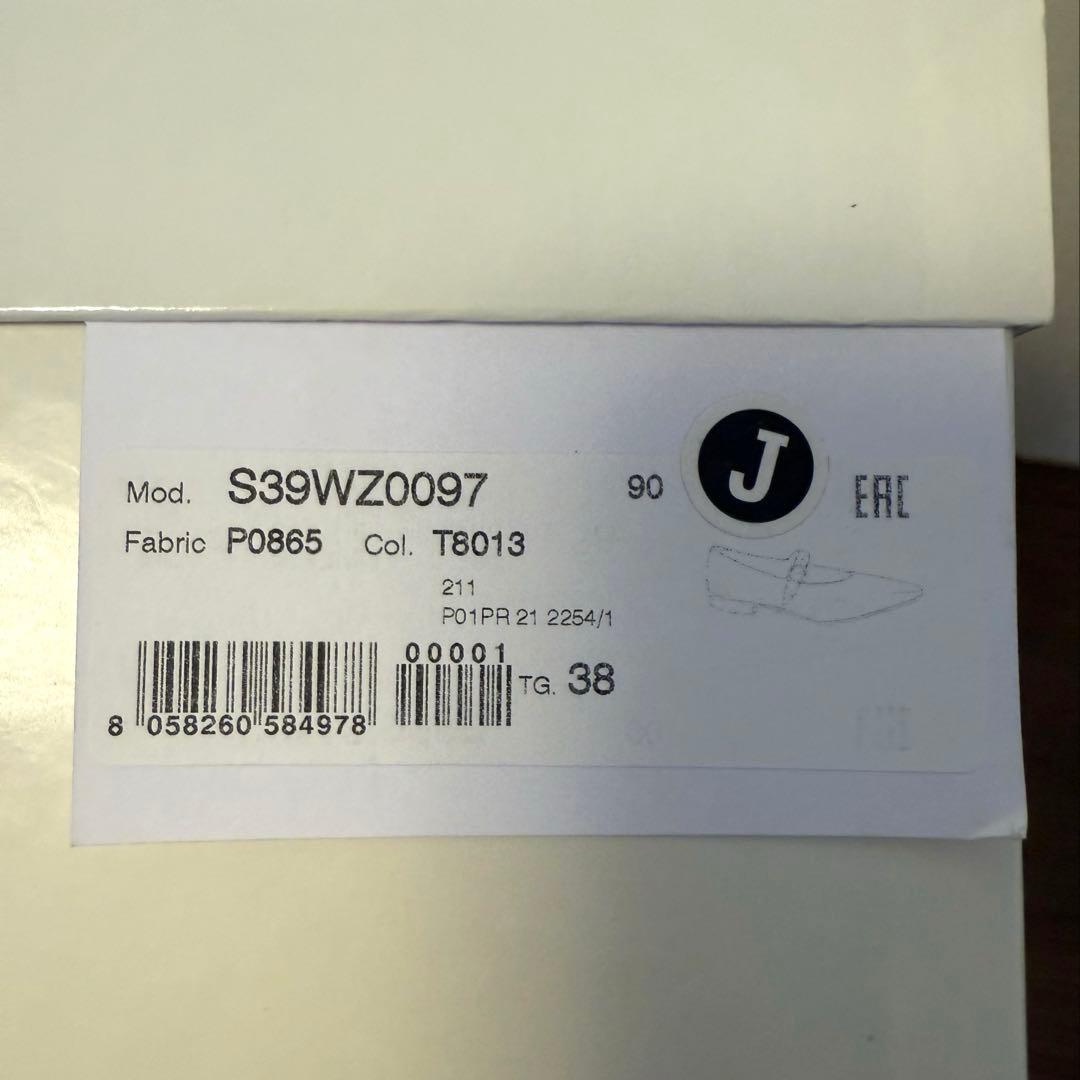 Mod. S39WZ0097 90 J EAC
Fabric P0865 Col. T8013
211
P01PR 21 2254/1
00001
TG. 38
8 058260 584978